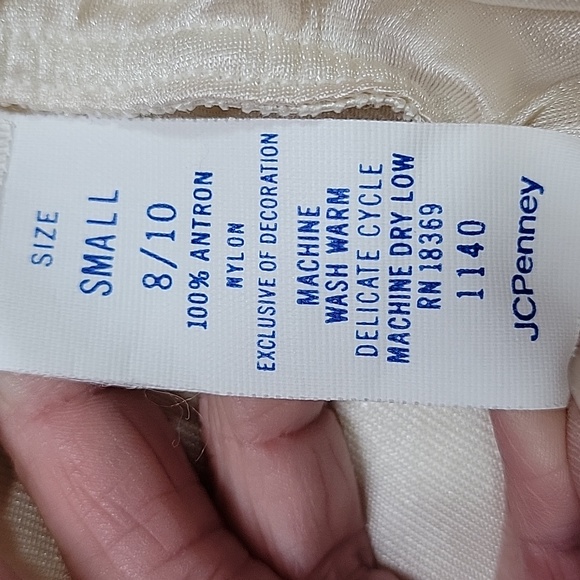 SIZE
SMALL
8/10
100% ANTRON
NYLON
EXCLUSIVE OF DECORATION
MACHINE
WASH WARM
DELICATE CYCLE
MACHINE DRY LOW
RN 18369
1140
JCPenney